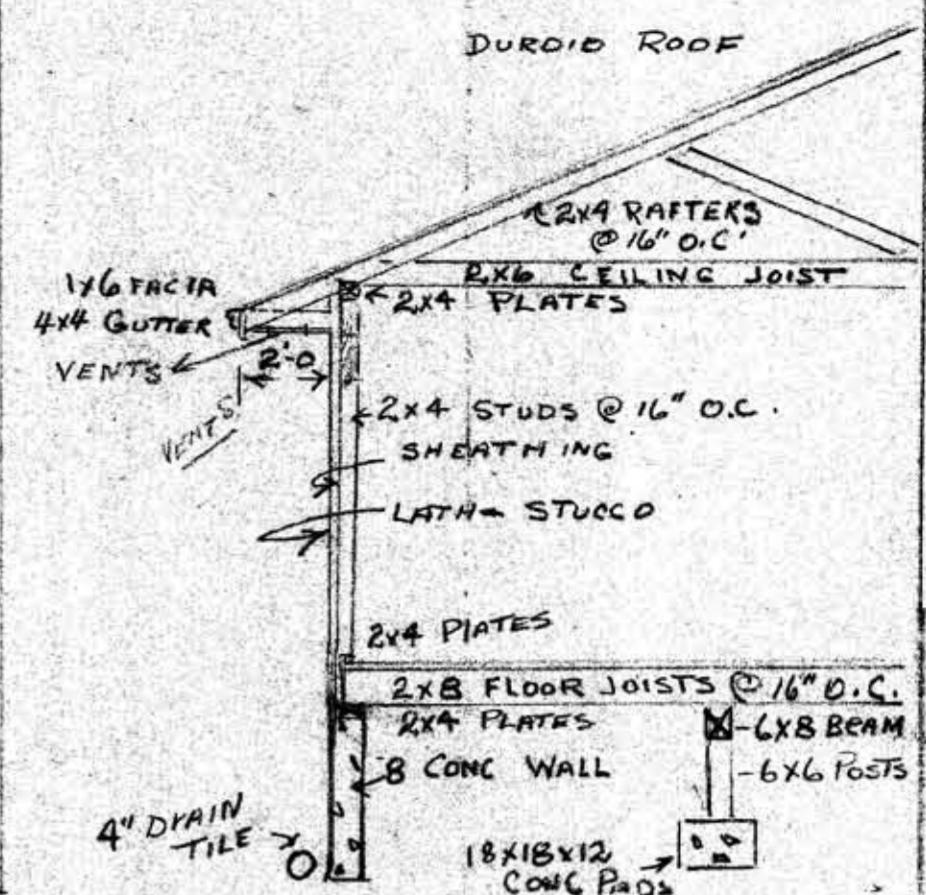 DUROID ROOF
2x4 RAFTERS
@ 16" O.C.
2x6 CEILING JOIST
1x6 FACIA
4x4 GUTTER
2x4 PLATES
VENTS
2'-0
VENTS
2x4 STUDS @ 16" O.C.
SHEATHING
LATH - STUCCO
2x4 PLATES
2x8 FLOOR JOISTS @ 16" O.C.
2x4 PLATES
-6x8 BEAM
8 CONC WALL
-6x6 POSTS
4" DRAIN
TILE
18x18x12
CONC PADS